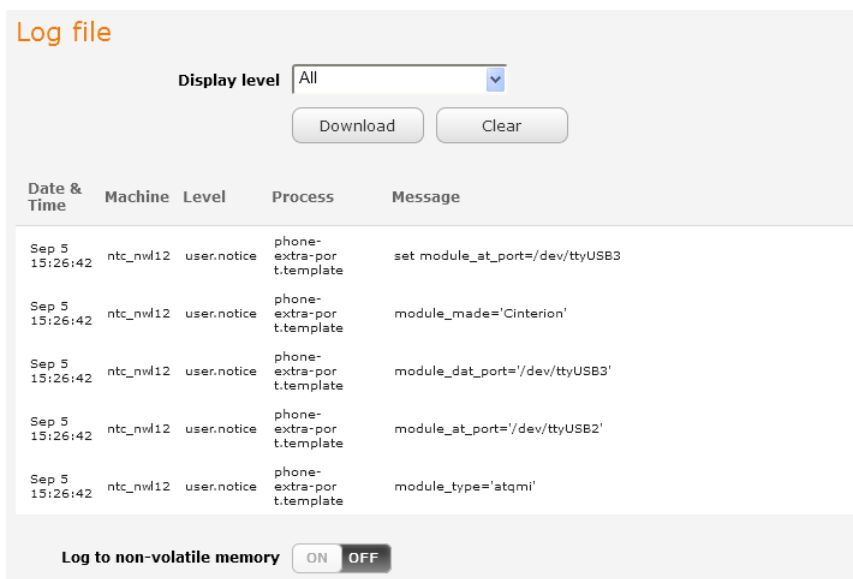 Log file
Display level All
Download Clear
Date &
Time Machine Level Process Message
Sep 5
15:26:42 ntc_nwl12 user.notice phone-
extra-por
t.template set module_at_port=/dev/ttyUSB3
Sep 5
15:26:42 ntc_nwl12 user.notice phone-
extra-por
t.template module_made='Cinterion'
Sep 5
15:26:42 ntc_nwl12 user.notice phone-
extra-por
t.template module_dat_port='/dev/ttyUSB3'
Sep 5
15:26:42 ntc_nwl12 user.notice phone-
extra-por
t.template module_at_port='/dev/ttyUSB2'
Sep 5
15:26:42 ntc_nwl12 user.notice phone-
extra-por
t.template module_type='atqmi'
Log to non-volatile memory ON OFF